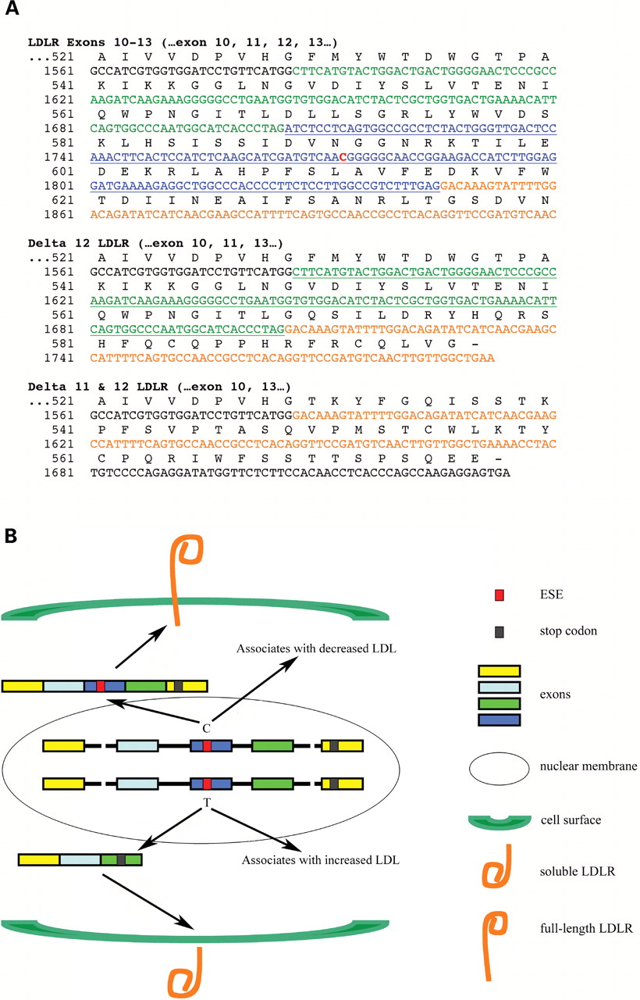 A
LDLR Exons 10-13 (…exon 10, 11, 12, 13…)
...521 A I V V D P V H G F M Y W T D W G T P A
1561 GCCATCGTGGTGGATCCTGTTCATGGCTTCATGTACTGGACTGACTGGGGAACTCCCGCC
541 K I K K G G L N G V D I Y S L V T E N I
1621 AAGATCAAGAAAGGGGGCCTGAATGGTGTGGACATCTACTCGCTGGTGACTGAAAACATT
561 Q W P N G I T L D L L S G R L Y W V D S
1681 CAGTGGCCCAATGGCATCACCCTAGATCTCCTCAGTGGCCGCCTCTACTGGGTTGACTCC
581 K L H S I S S I D V N G G N R K T I L E
1741 AAACTTCACTCCATCTCAAGCATCGATGTCAACGGGGGCAACCGGAAGACCATCTTGGAG
601 D E K R L A H P F S L A V F E D K V F W
1801 GATGAAAAGAGGCTGGCCCACCCCTTCTCCTTGGCCGTCTTTGAGGACAAAGTATTTTGG
621 T D I I N E A I F S A N R L T G S D V N
1861 ACAGATATCATCAACGAAGCCATTTTCAGTGCCAACCGCCTCACAGGTTCCGATGTCAAC
Delta 12 LDLR (…exon 10, 11, 13…)
...521 A I V V D P V H G F M Y W T D W G T P A
1561 GCCATCGTGGTGGATCCTGTTCATGGCTTCATGTACTGGACTGACTGGGGAACTCCCGCC
541 K I K K G G L N G V D I Y S L V T E N I
1621 AAGATCAAGAAAGGGGGCCTGAATGGTGTGGACATCTACTCGCTGGTGACTGAAAACATT
561 Q W P N G I T L G Q S I L D R Y H Q R S
1681 CAGTGGCCCAATGGCATCACCCTAGGACAAAGTATTTTGGACAGATATCATCAACGAAGC
581 H F Q C Q P P H R F R C Q L V G -
1741 CATTTTCAGTGCCAACCGCCTCACAGGTTCCGATGTCAACTTGTTGGCTGAA
Delta 11 & 12 LDLR (…exon 10, 13…)
...521 A I V V D P V H G T K Y F G Q I S S T K
1561 GCCATCGTGGTGGATCCTGTTCATGGGACAAAGTATTTTGGACAGATATCATCAACGAAG
541 P F S V P T A S Q V P M S T C W L K T Y
1621 CCATTTTCAGTGCCAACCGCCTCACAGGTTCCGATGTCAACTTGTTGGCTGAAAACCTAC
561 C P Q R I W F S S T T S P S Q E E -
1681 TGTCCCCAGAGGATATGGTTCTCTTCCACAACCTCACCCAGCCAAGAGGAGTGA
B
ESE
stop codon
Associates with decreased LDL
exons
C
nuclear membrane
T
cell surface
Associates with increased LDL
soluble LDLR
full-length LDLR